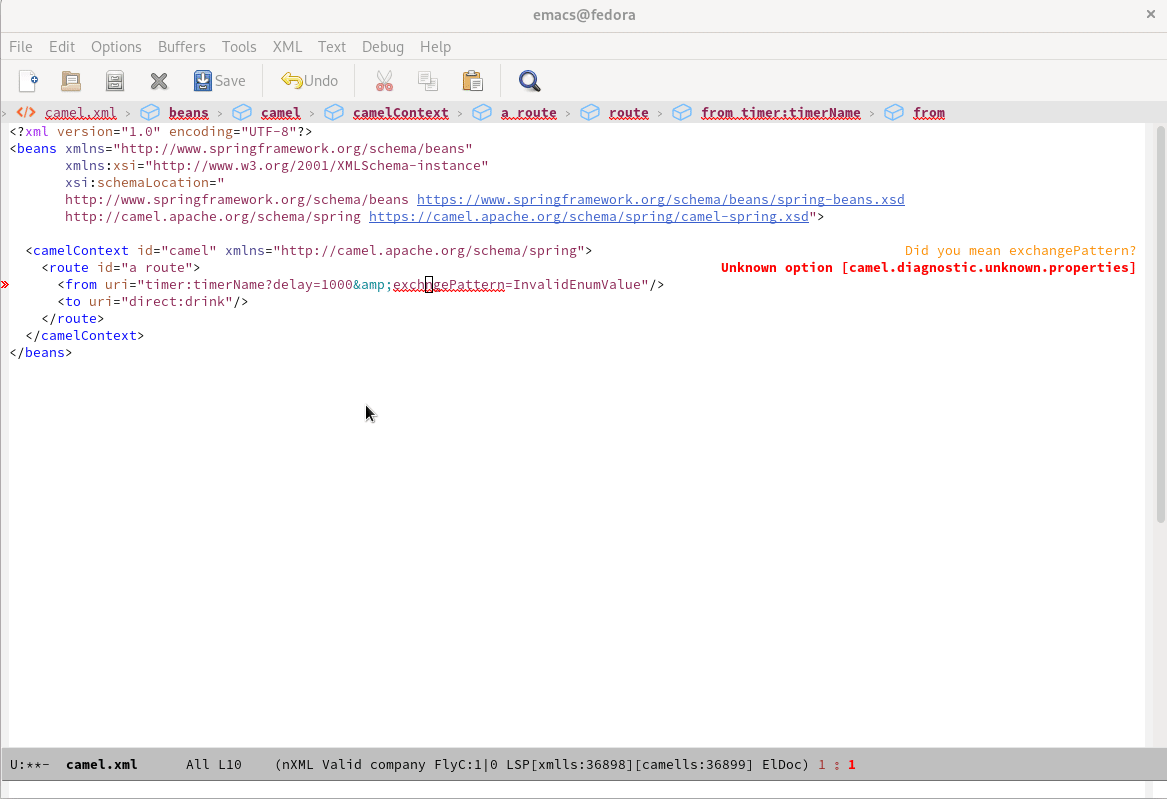 emacs@fedora ×
File Edit Options Buffers Tools XML Text Debug Help
Save Undo
› </> camel.xml › beans › camel › camelContext › a route › route › from timer:timerName › from
<?xml version="1.0" encoding="UTF-8"?>
<beans xmlns="http://www.springframework.org/schema/beans"
       xmlns:xsi="http://www.w3.org/2001/XMLSchema-instance"
       xsi:schemaLocation="
       http://www.springframework.org/schema/beans https://www.springframework.org/schema/beans/spring-beans.xsd
       http://camel.apache.org/schema/spring https://camel.apache.org/schema/spring/camel-spring.xsd">
  <camelContext id="camel" xmlns="http://camel.apache.org/schema/spring"> Did you mean exchangePattern?
    <route id="a route"> Unknown option [camel.diagnostic.unknown.properties]
»      <from uri="timer:timerName?delay=1000&amp;exchngePattern=InvalidEnumValue"/>
      <to uri="direct:drink"/>
    </route>
  </camelContext>
</beans>
U:**- camel.xml All L10 (nXML Valid company FlyC:1|0 LSP[xmlls:36898][camells:36899] ElDoc) 1 : 1